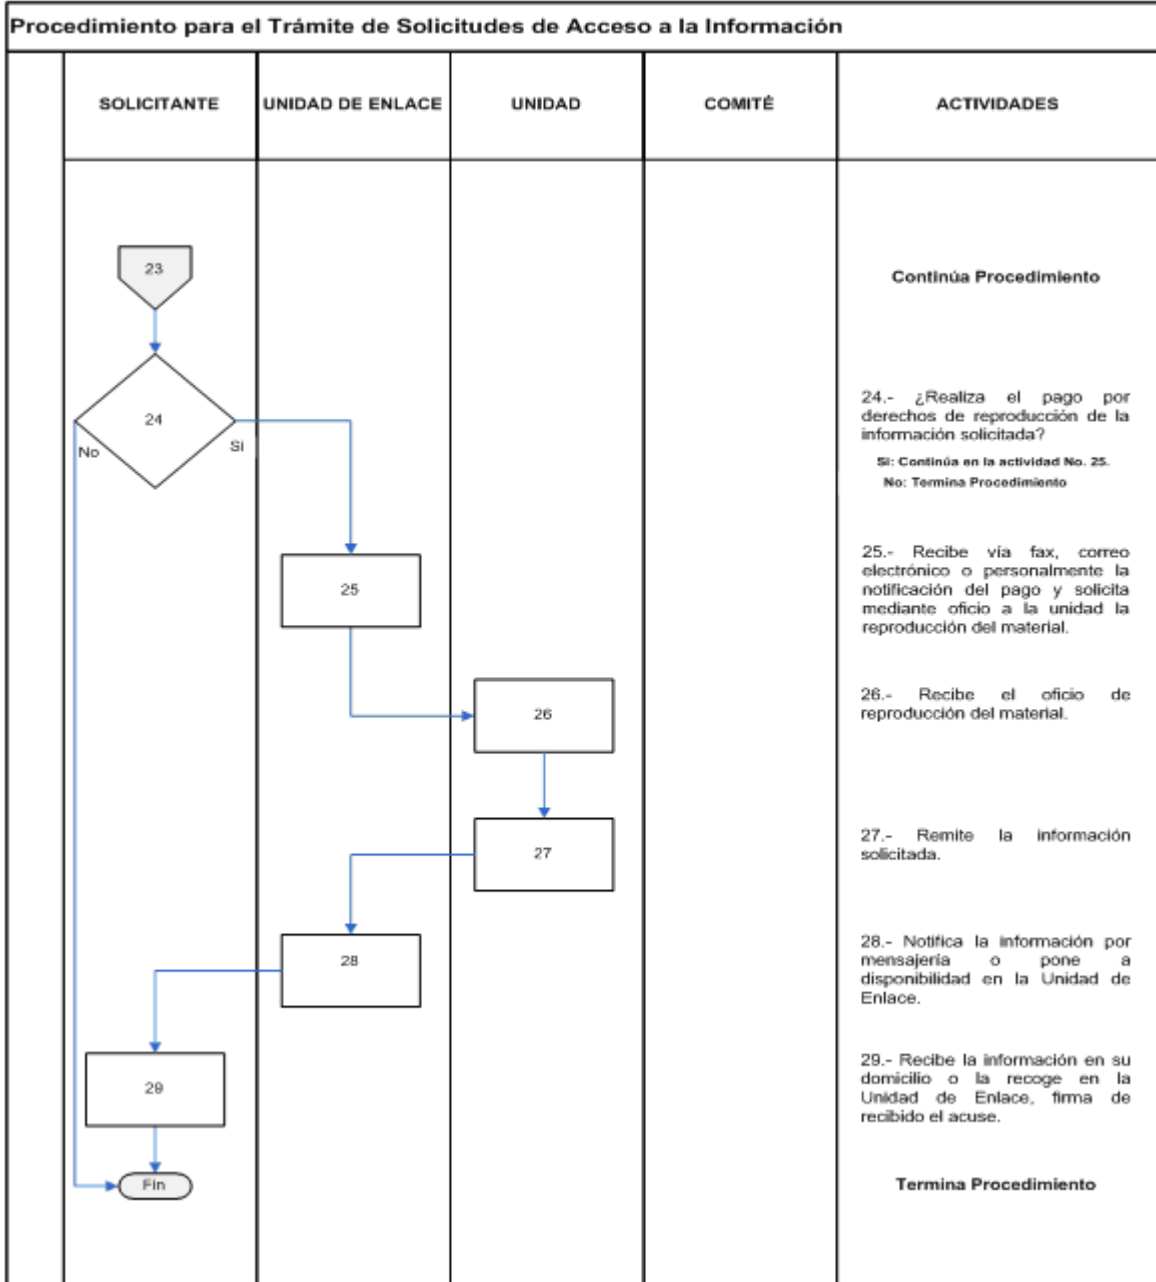 Procedimiento para el Trámite de Solicitudes de Acceso a la Información
SOLICITANTE
UNIDAD DE ENLACE
UNIDAD
COMITÉ
ACTIVIDADES
23
Continúa Procedimiento
24
No
Si
24.- ¿Realiza el pago por
derechos de reproducción de la
información solicitada?
Si: Continúa en la actividad No. 25.
No: Termina Procedimiento
25
25.- Recibe vía fax, correo
electrónico o personalmente la
notificación del pago y solicita
mediante oficio a la unidad la
reproducción del material.
26
26.- Recibe el oficio de
reproducción del material.
27
27.- Remite la información
solicitada.
28
28.- Notifica la información por
mensajería o pone a
disponibilidad en la Unidad de
Enlace.
29
29.- Recibe la información en su
domicilio o la recoge en la
Unidad de Enlace, firma de
recibido el acuse.
Fin
Termina Procedimiento